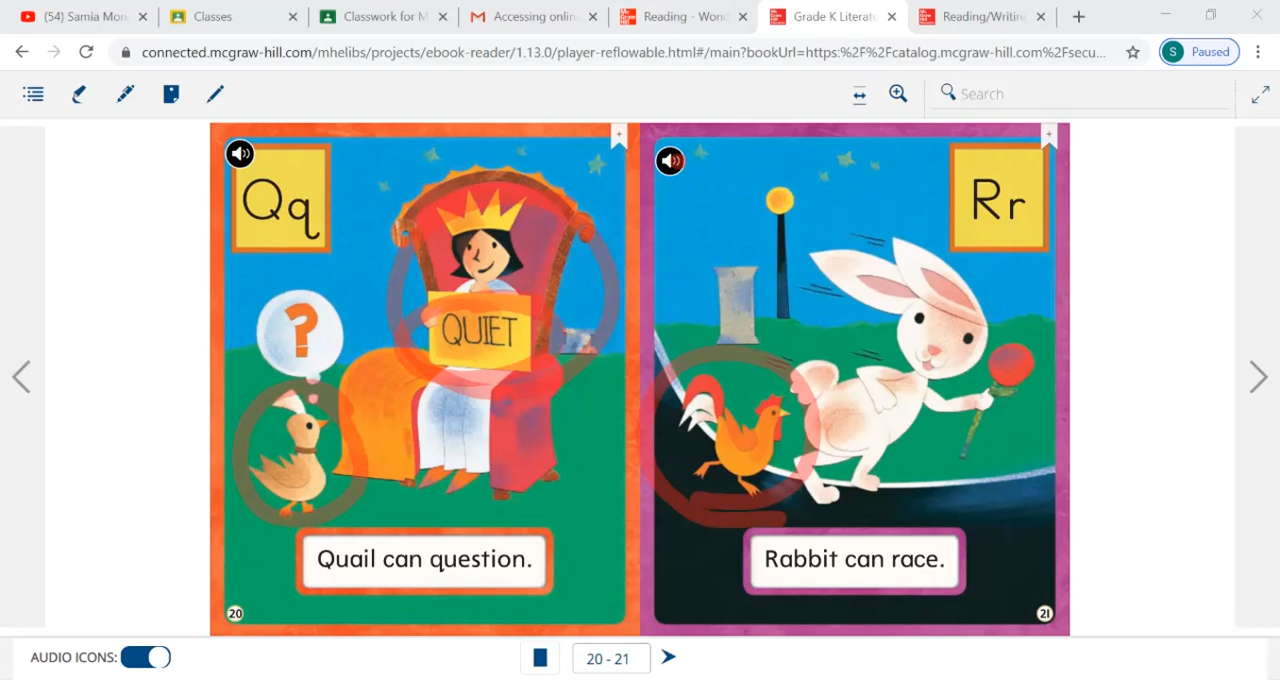 (54) Samia Mon
Classes
Classwork for M
Accessing onlin
Reading - Wond
Grade K Literatu
Reading/Writin
connected.mcgraw-hill.com/mhelibs/projects/ebook-reader/1.13.0/player-reflowable.html#/main?bookUrl=https:%2F%2Fcatalog.mcgraw-hill.com%2Fsecu...
S Paused
Search
Qq
QUIET
?
Quail can question.
20
Rr
Rabbit can race.
21
AUDIO ICONS:
20 - 21